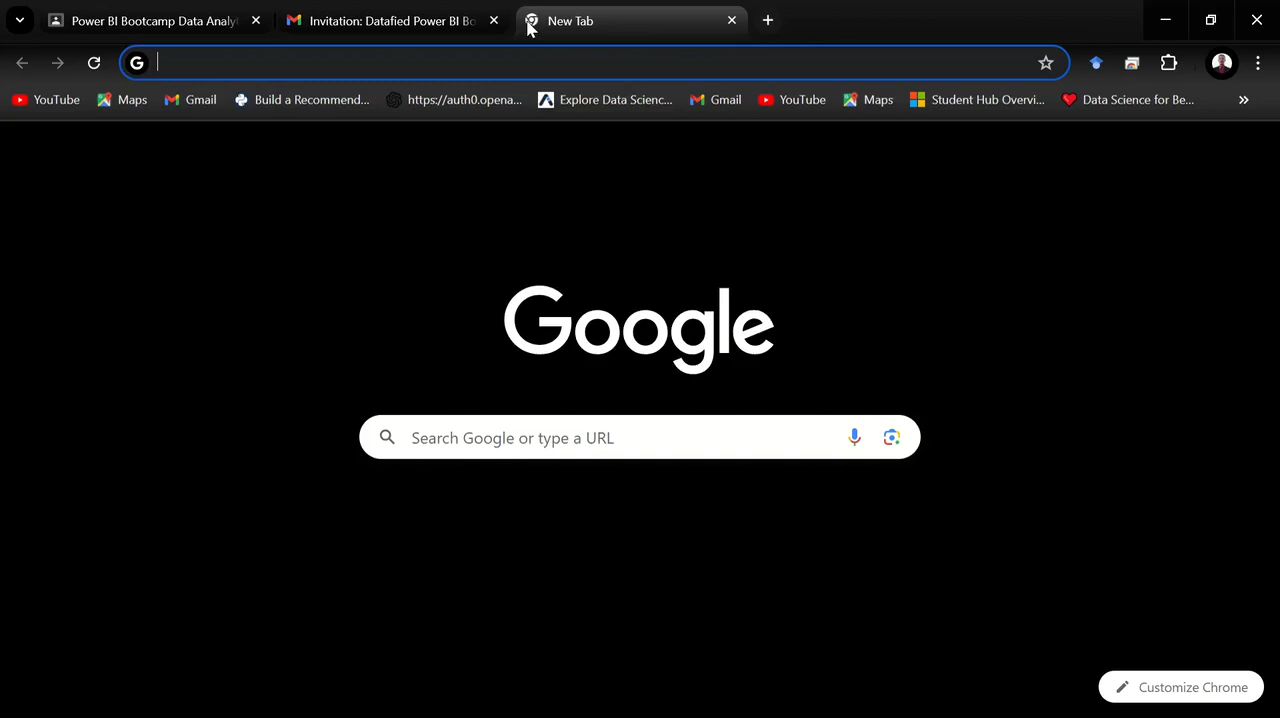 Power BI Bootcamp Data Analy
Invitation: Datafied Power BI Bo
New Tab
YouTube
Maps
Gmail
Build a Recommend...
https://auth0.opena...
Explore Data Scienc...
Gmail
YouTube
Maps
Student Hub Overvi...
Data Science for Be...
Google
Search Google or type a URL
Customize Chrome